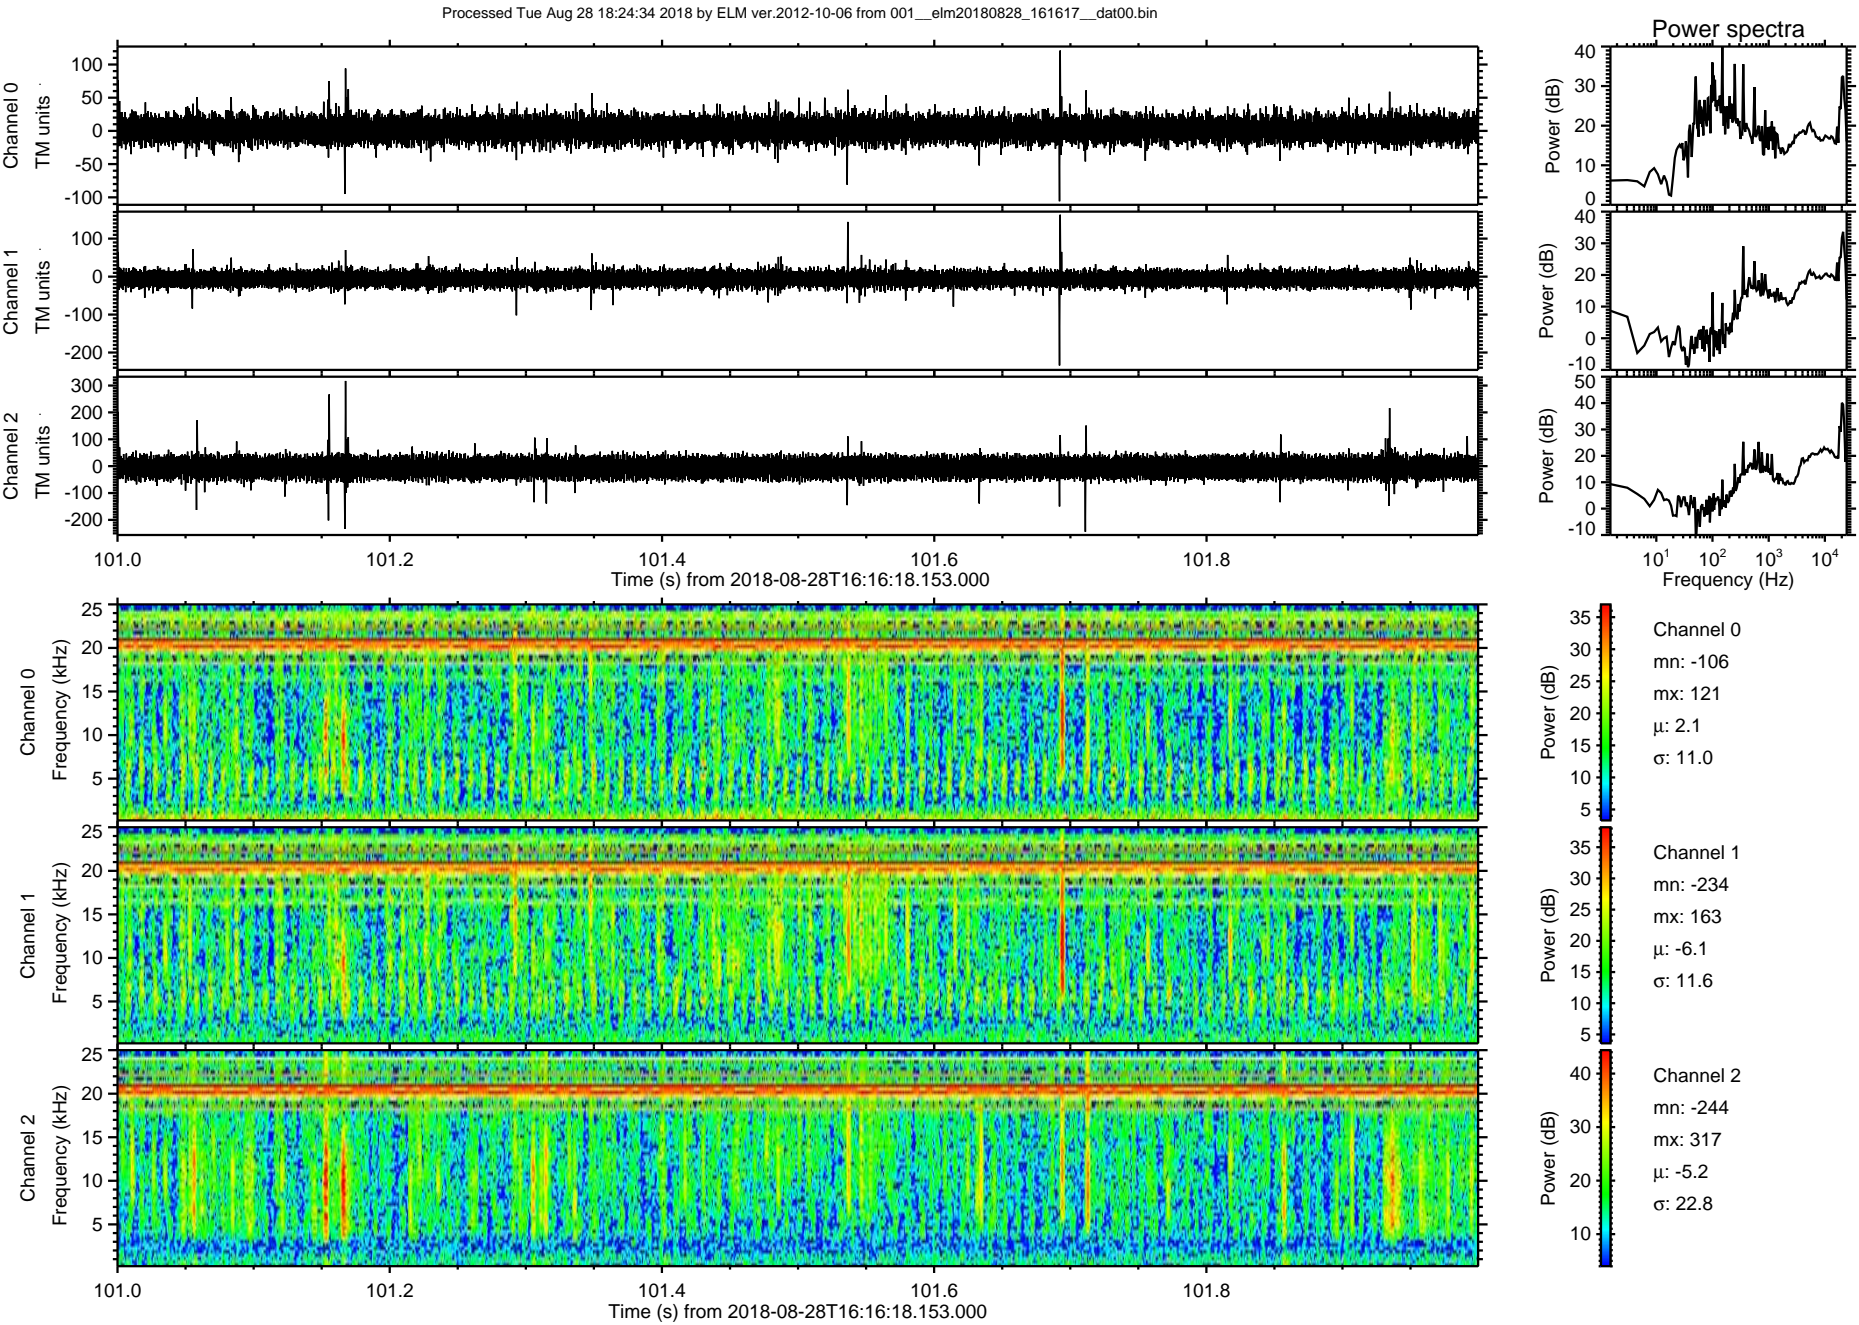 Processed Tue Aug 28 18:24:34 2018 by ELM ver.2012-10-06 from 001__elm20180828_161617__dat00.bin
Power spectra
Channel 0
TM units
100
50
0
-50
-100
Power (dB)
40
30
20
10
0
Channel 1
TM units
100
0
-100
-200
Power (dB)
40
30
20
10
0
-10
Channel 2
TM units
300
200
100
0
-100
-200
Power (dB)
50
40
30
20
10
0
-10
101.0 101.2 101.4 101.6 101.8
Time (s) from 2018-08-28T16:16:18.153.000
10¹ 10² 10³ 10⁴
Frequency (Hz)
Channel 0
Frequency (kHz)
25
20
15
10
5
Power (dB)
35
30
25
20
15
10
5
Channel 0
mn: -106
mx: 121
μ: 2.1
σ: 11.0
Channel 1
Frequency (kHz)
25
20
15
10
5
Power (dB)
35
30
25
20
15
10
5
Channel 1
mn: -234
mx: 163
μ: -6.1
σ: 11.6
Channel 2
Frequency (kHz)
25
20
15
10
5
Power (dB)
40
30
20
10
Channel 2
mn: -244
mx: 317
μ: -5.2
σ: 22.8
101.0 101.2 101.4 101.6 101.8
Time (s) from 2018-08-28T16:16:18.153.000